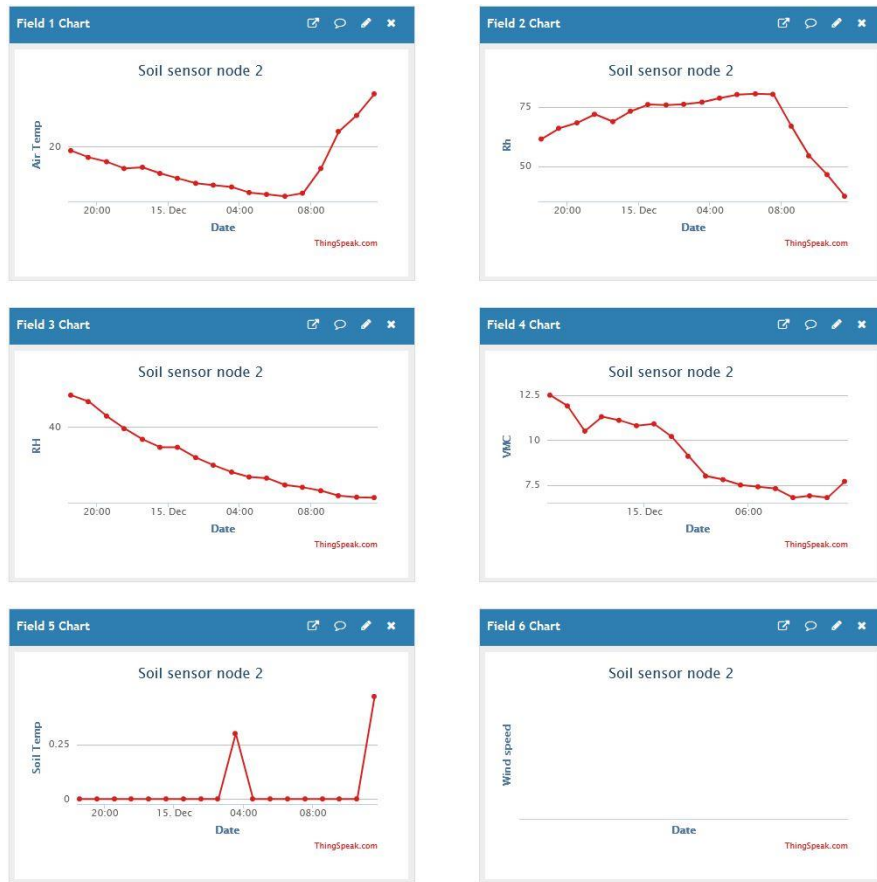 Field 1 Chart
Soil sensor node 2
Air Temp
20
20:00 15. Dec 04:00 08:00
Date
ThingSpeak.com
Field 2 Chart
Soil sensor node 2
Rh
75
50
20:00 15. Dec 04:00 08:00
Date
ThingSpeak.com
Field 3 Chart
Soil sensor node 2
RH
40
20:00 15. Dec 04:00 08:00
Date
ThingSpeak.com
Field 4 Chart
Soil sensor node 2
VMC
12.5
10
7.5
15. Dec 06:00
Date
ThingSpeak.com
Field 5 Chart
Soil sensor node 2
Soil Temp
0.25
0
20:00 15. Dec 04:00 08:00
Date
ThingSpeak.com
Field 6 Chart
Soil sensor node 2
Wind speed
Date
ThingSpeak.com